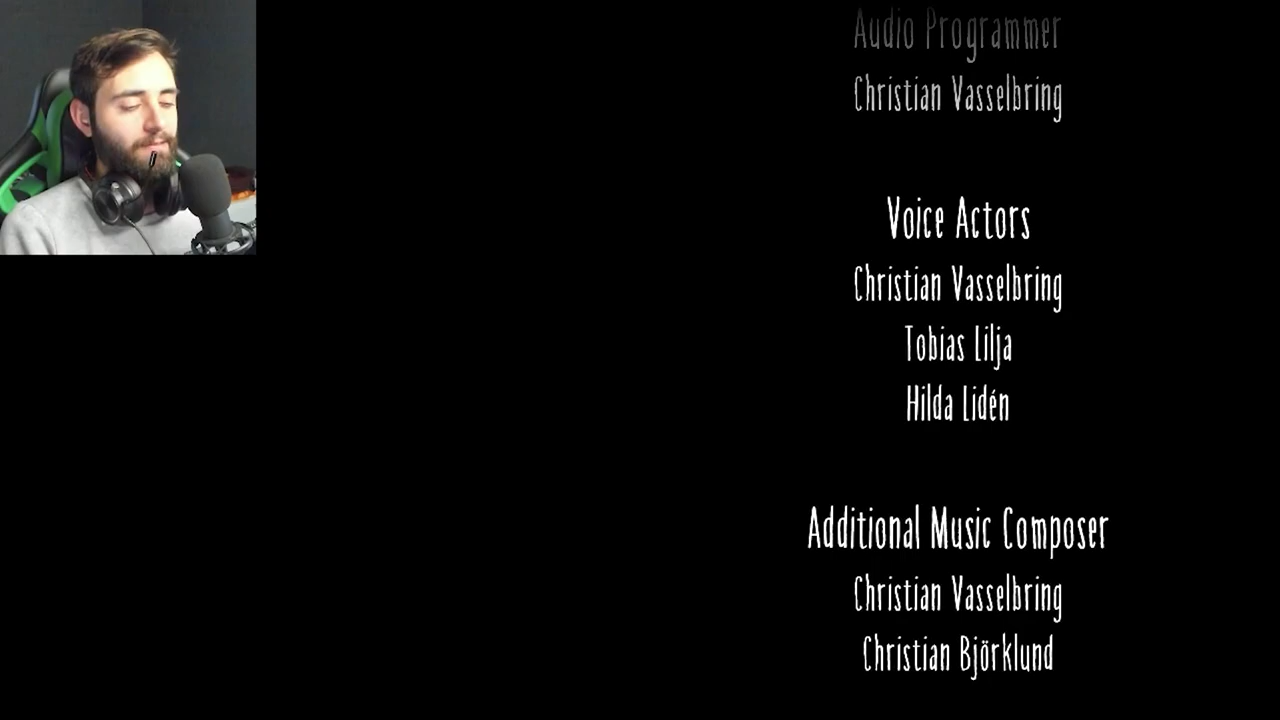 Audio Programmer
Christian Vasselbring
Voice Actors
Christian Vasselbring
Tobias Lilja
Hilda Lidén
Additional Music Composer
Christian Vasselbring
Christian Björklund